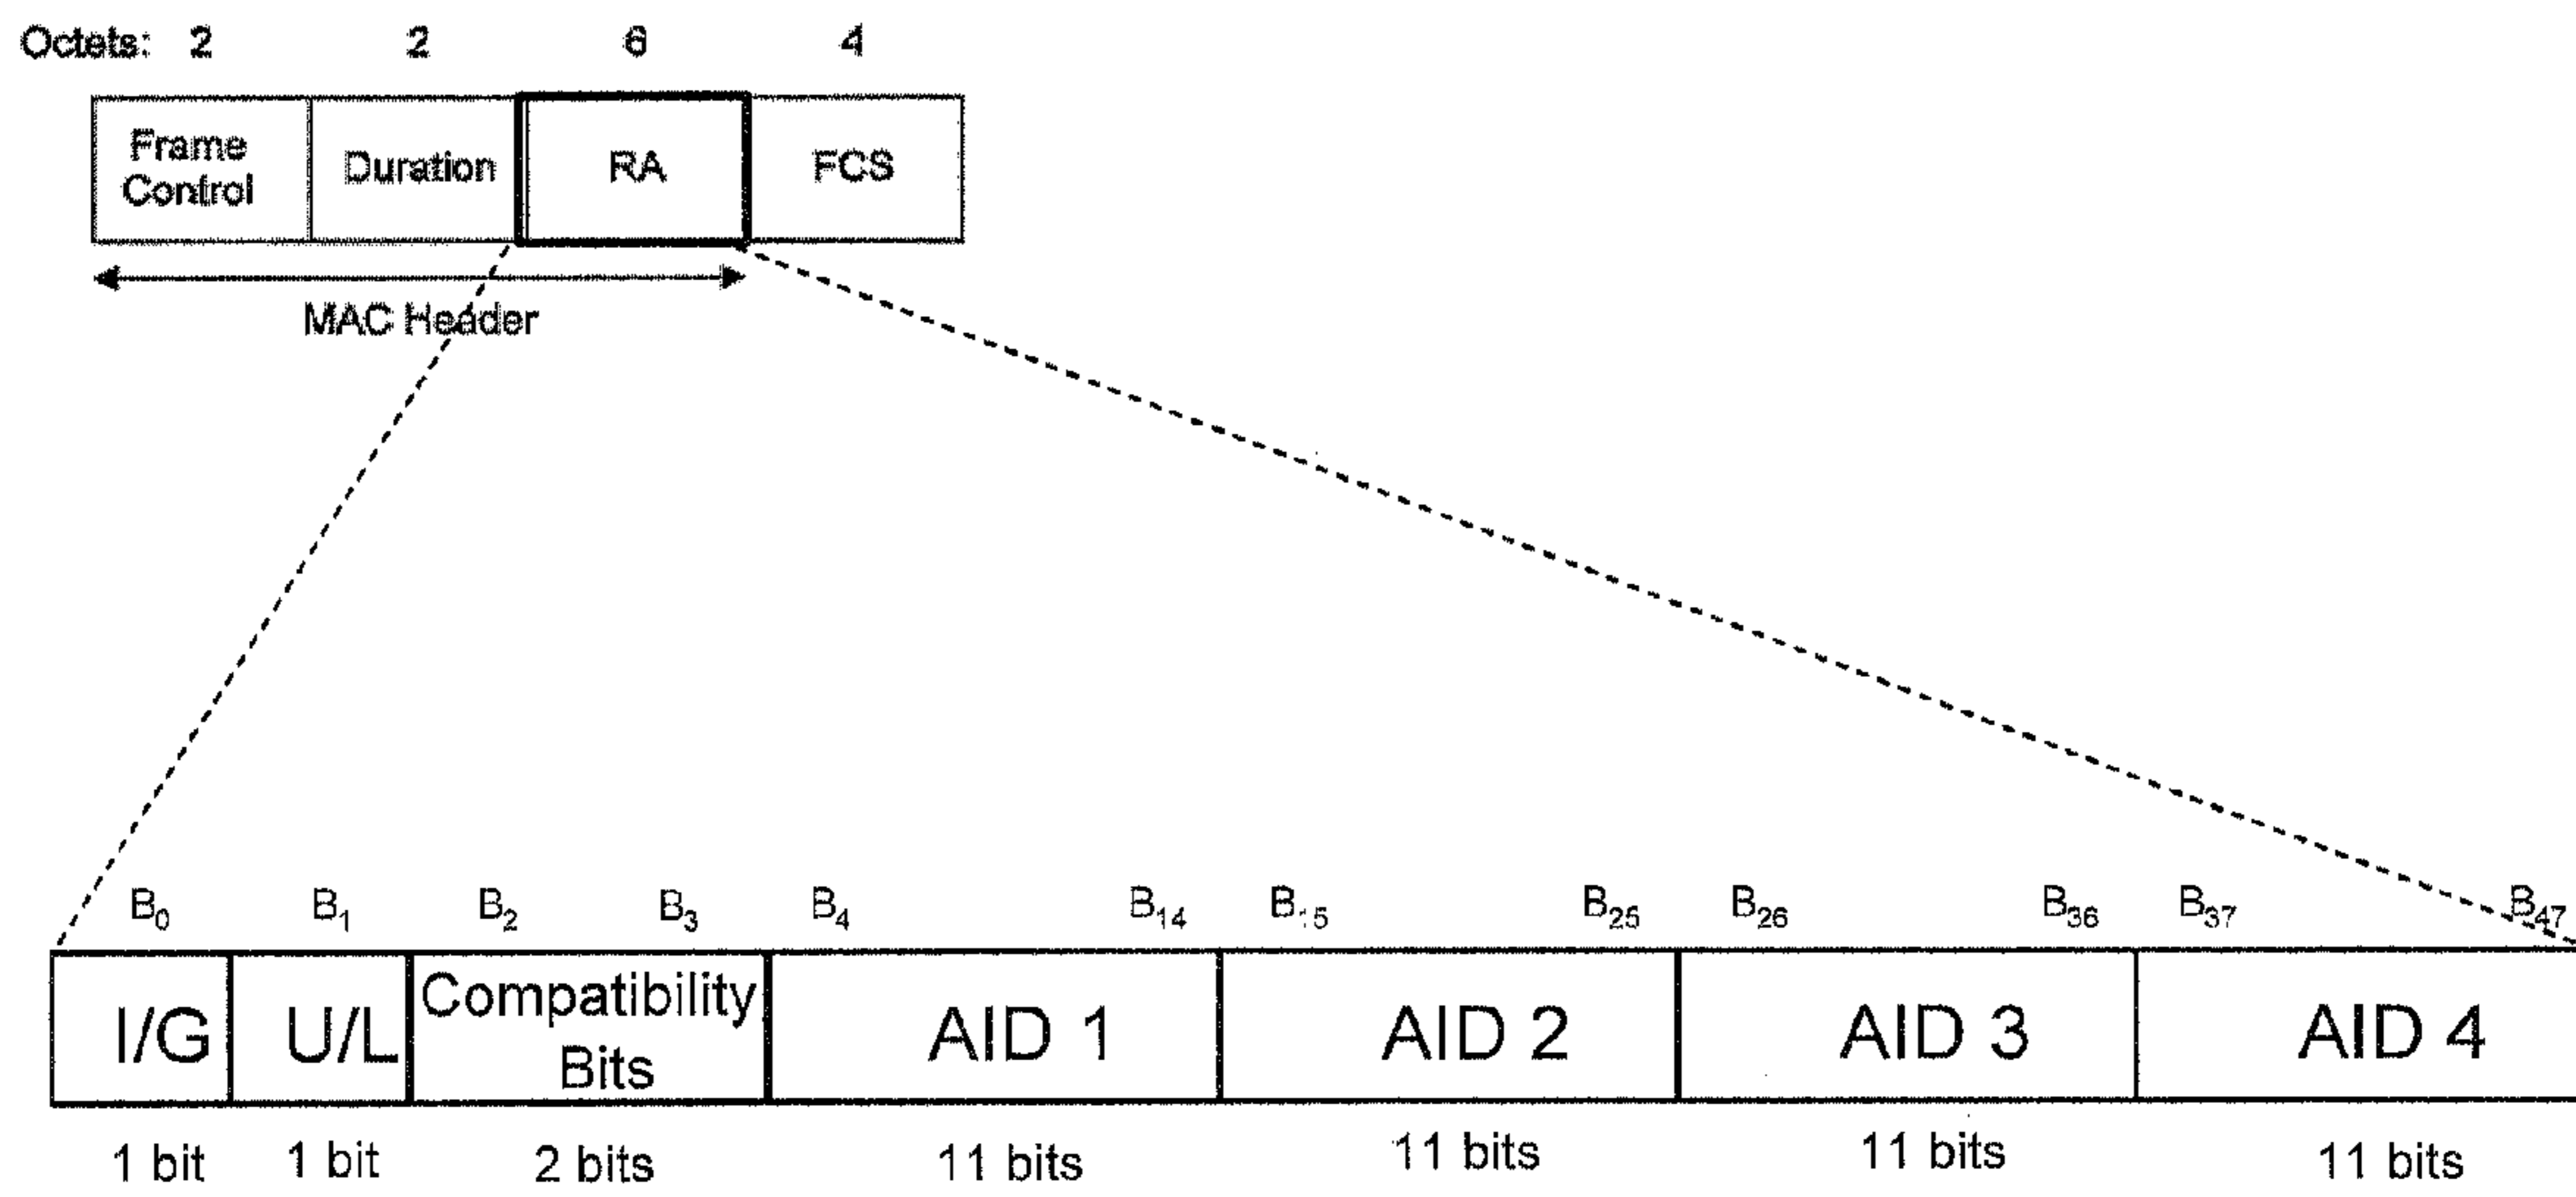 Octets: 2 2 6 4
Frame Control Duration RA FCS
MAC Header
B0 B1 B2 B3 B4 B14 B15 B25 B26 B36 B37 B47
I/G U/L Compatibility Bits AID 1 AID 2 AID 3 AID 4
1 bit 1 bit 2 bits 11 bits 11 bits 11 bits 11 bits